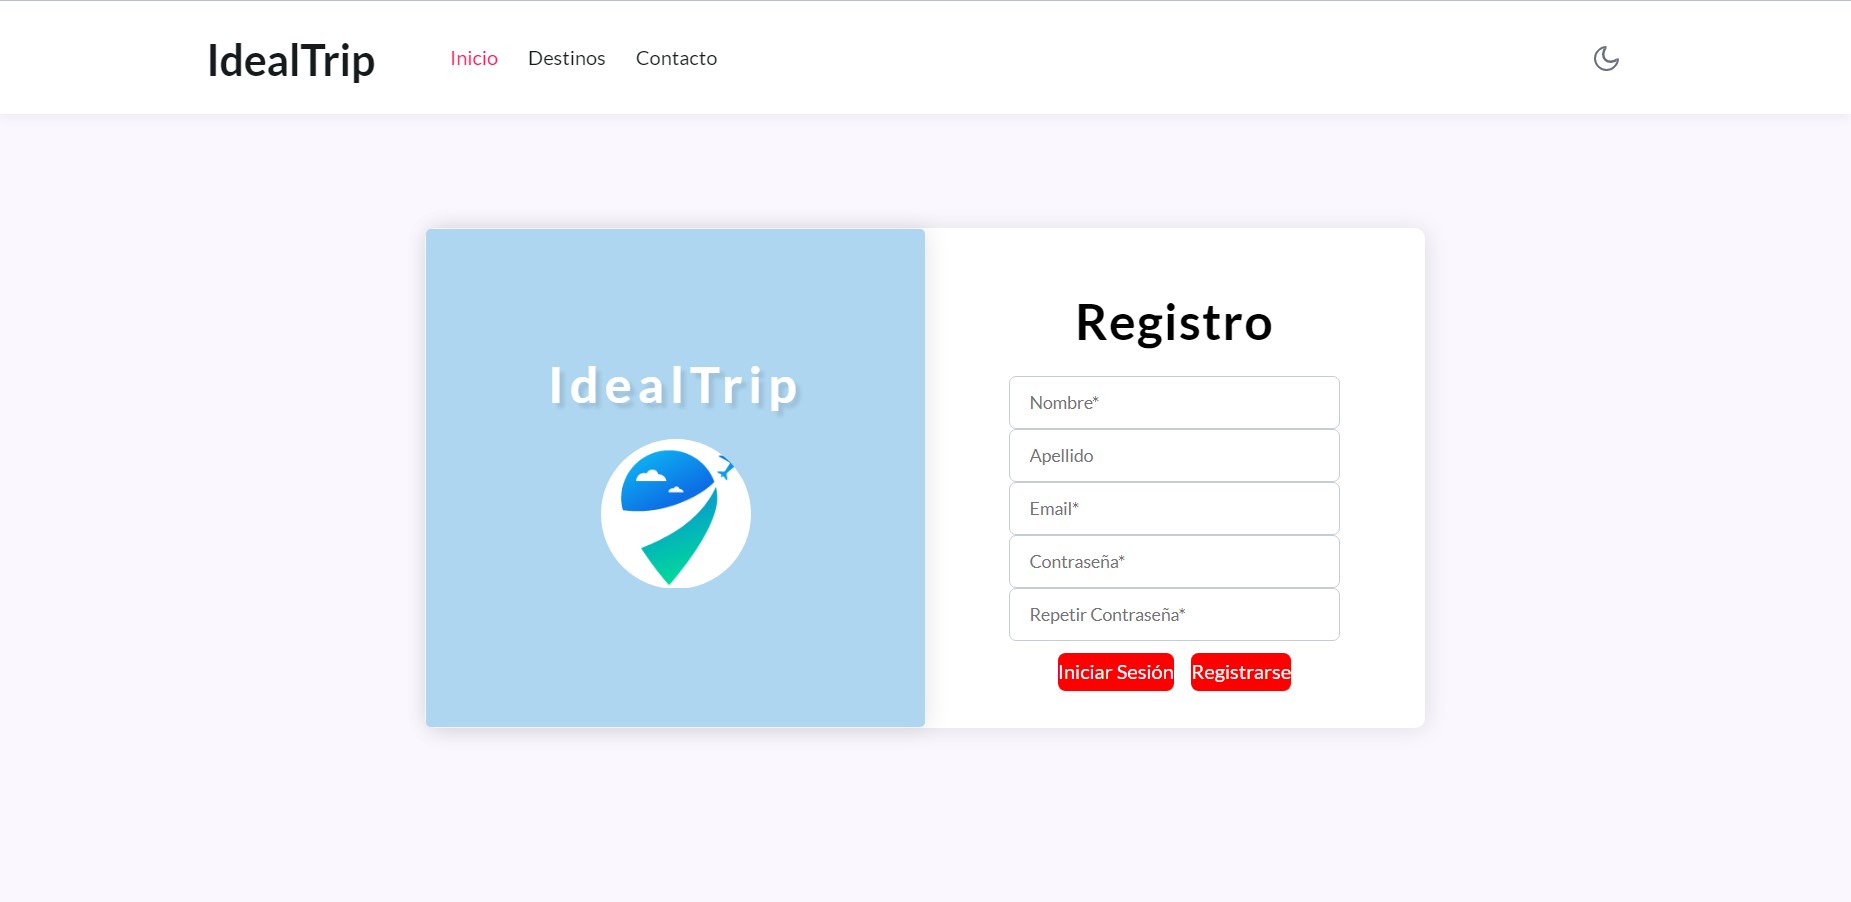 IdealTrip Inicio Destinos Contacto
IdealTrip
Registro
Nombre*
Apellido
Email*
Contraseña*
Repetir Contraseña*
Iniciar Sesión Registrarse